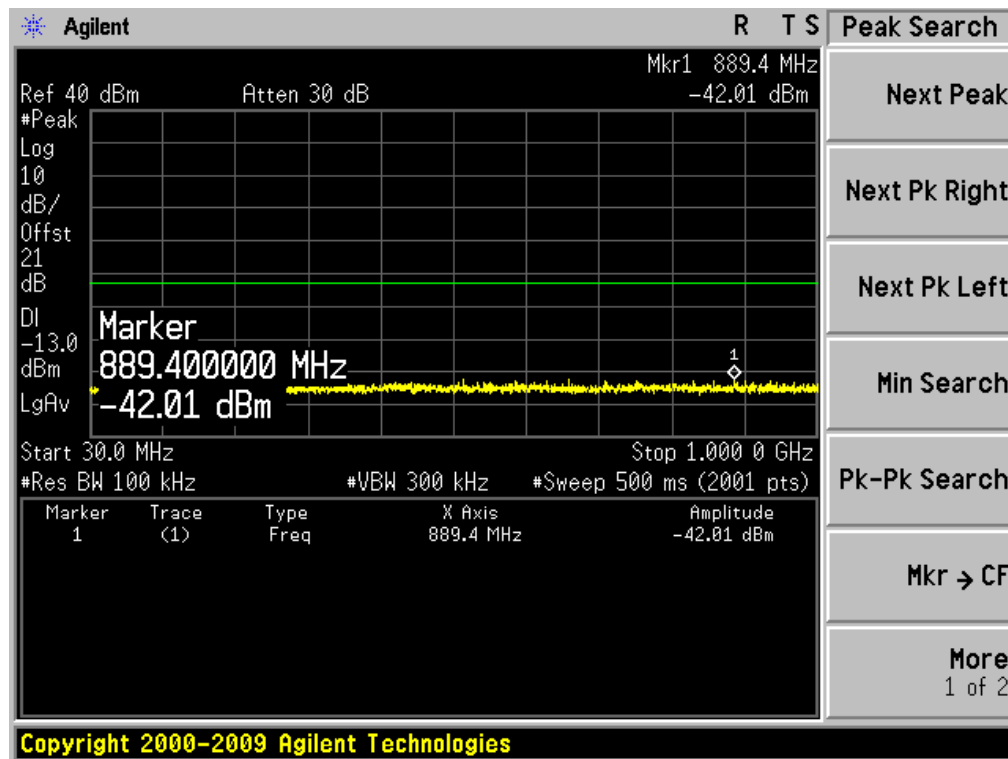 Agilent R T S Peak Search
Mkr1 889.4 MHz
Ref 40 dBm Atten 30 dB -42.01 dBm
#Peak
Log
10
dB/
Offst
21
dB
DI
-13.0
dBm
LgAv
Marker
889.400000 MHz
-42.01 dBm
1
Start 30.0 MHz Stop 1.000 0 GHz
#Res BW 100 kHz #VBW 300 kHz #Sweep 500 ms (2001 pts)
Marker Trace Type X Axis Amplitude
1 (1) Freq 889.4 MHz -42.01 dBm
Next Peak
Next Pk Right
Next Pk Left
Min Search
Pk-Pk Search
Mkr → CF
More
1 of 2
Copyright 2000-2009 Agilent Technologies